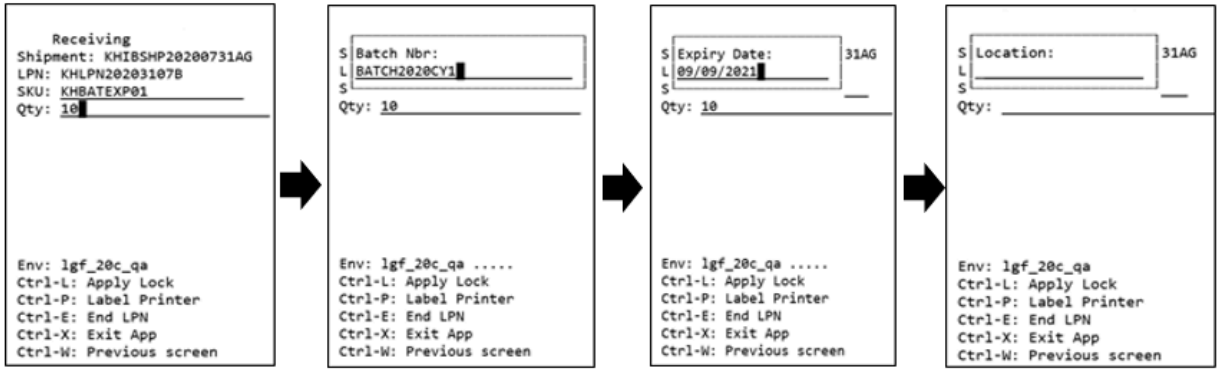 Receiving
Shipment: KHIBSHP20200731AG
LPN: KHLPN20203107B
SKU: KHBATEXP01
Qty: 10
Env: lgf_20c_qa
Ctrl-L: Apply Lock
Ctrl-P: Label Printer
Ctrl-E: End LPN
Ctrl-X: Exit App
Ctrl-W: Previous screen
S Batch Nbr:
L BATCH2020CY1
S
Qty: 10
Env: lgf_20c_qa .....
Ctrl-L: Apply Lock
Ctrl-P: Label Printer
Ctrl-E: End LPN
Ctrl-X: Exit App
Ctrl-W: Previous screen
S Expiry Date: 31AG
L 09/09/2021
S
Qty: 10
Env: lgf_20c_qa .....
Ctrl-L: Apply Lock
Ctrl-P: Label Printer
Ctrl-E: End LPN
Ctrl-X: Exit App
Ctrl-W: Previous screen
S Location: 31AG
L
S
Qty:
Env: lgf_20c_qa
Ctrl-L: Apply Lock
Ctrl-P: Label Printer
Ctrl-E: End LPN
Ctrl-X: Exit App
Ctrl-W: Previous screen